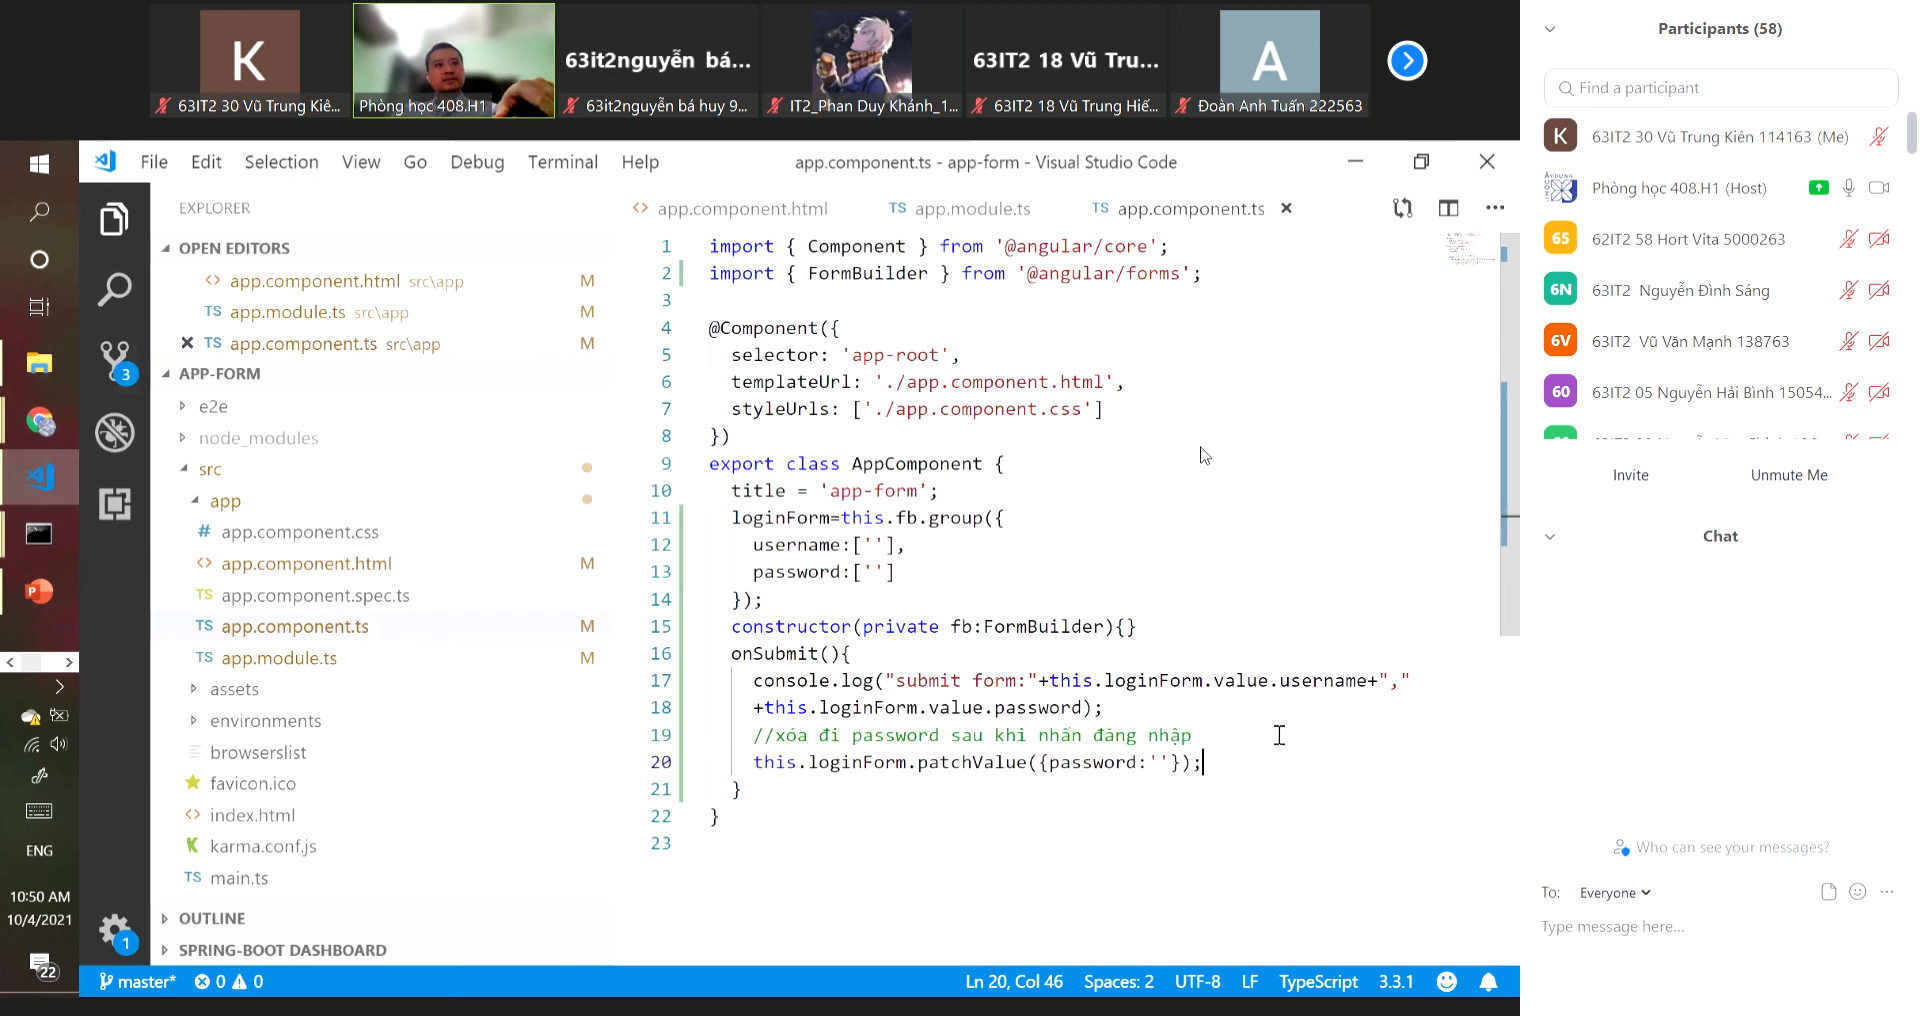 K
63IT2 30 Vũ Trung Kiê...
Phòng học 408.H1
63it2nguyễn bá...
63it2nguyễn bá huy 9...
IT2_Phan Duy Khánh_1...
63IT2 18 Vũ Tru...
63IT2 18 Vũ Trung Hiế...
A
Đoàn Anh Tuấn 222563
File Edit Selection View Go Debug Terminal Help
app.component.ts - app-form - Visual Studio Code
EXPLORER
OPEN EDITORS
app.component.html src\app M
TS app.module.ts src\app M
TS app.component.ts src\app M
APP-FORM
e2e
node_modules
src
app
# app.component.css
<> app.component.html M
TS app.component.spec.ts
TS app.component.ts M
TS app.module.ts M
assets
environments
browserslist
favicon.ico
<> index.html
K karma.conf.js
TS main.ts
OUTLINE
SPRING-BOOT DASHBOARD
3
1
<> app.component.html TS app.module.ts TS app.component.ts
1 import { Component } from '@angular/core';
2 import { FormBuilder } from '@angular/forms';
3
4 @Component({
5 selector: 'app-root',
6 templateUrl: './app.component.html',
7 styleUrls: ['./app.component.css']
8 })
9 export class AppComponent {
10 title = 'app-form';
11 loginForm=this.fb.group({
12 username:[''],
13 password:['']
14 });
15 constructor(private fb:FormBuilder){}
16 onSubmit(){
17 console.log("submit form:"+this.loginForm.value.username+","
18 +this.loginForm.value.password);
19 //xóa đi password sau khi nhấn đăng nhập
20 this.loginForm.patchValue({password:''});
21 }
22 }
23
master* 0 0
Ln 20, Col 46 Spaces: 2 UTF-8 LF TypeScript 3.3.1
ENG
10:50 AM
10/4/2021
22
Participants (58)
Find a participant
K 63IT2 30 Vũ Trung Kiên 114163 (Me)
Phòng học 408.H1 (Host)
65 62IT2 58 Hort Vita 5000263
6N 63IT2 Nguyễn Đình Sáng
6V 63IT2 Vũ Văn Mạnh 138763
60 63IT2 05 Nguyễn Hải Bình 15054...
Invite Unmute Me
Chat
Who can see your messages?
To: Everyone
Type message here...